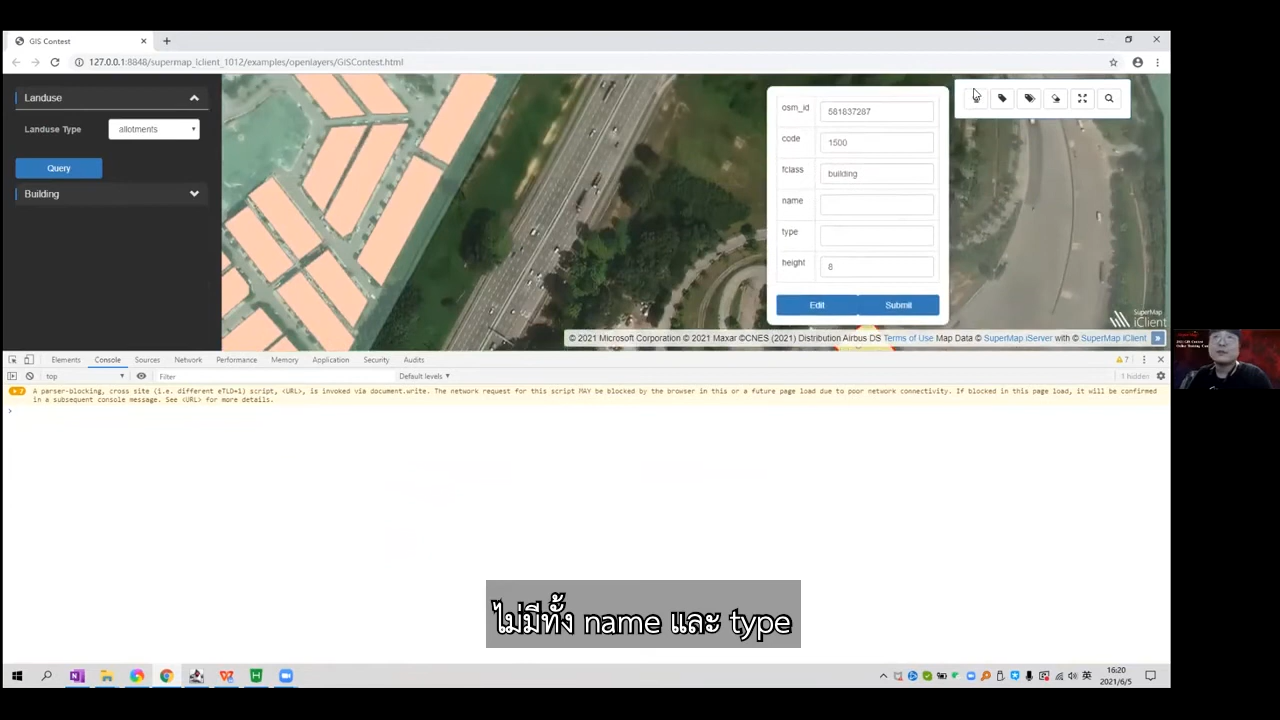 GIS Contest
127.0.0.1:8848/supermap_iclient_1012/examples/openlayers/GISContest.html
Landuse
Landuse Type
allotments
Query
Building
osm_id
581837287
code
1500
fclass
building
name
type
height
8
Edit
Submit
SuperMap
iClient
© 2021 Microsoft Corporation © 2021 Maxar ©CNES (2021) Distribution Airbus DS Terms of Use Map Data © SuperMap iServer with © SuperMap iClient
Elements Console Sources Network Performance Memory Application Security Audits
7
top
Filter
Default levels
1 hidden
7 A parser-blocking, cross site (i.e. different eTLD+1) script, <URL>, is invoked via document.write. The network request for this script MAY be blocked by the browser in this or a future page load due to poor network connectivity. If blocked in this page load, it will be confirmed
in a subsequent console message. See <URL> for more details.
ไม่มีทั้ง name และ type
英
16:20
2021/6/5